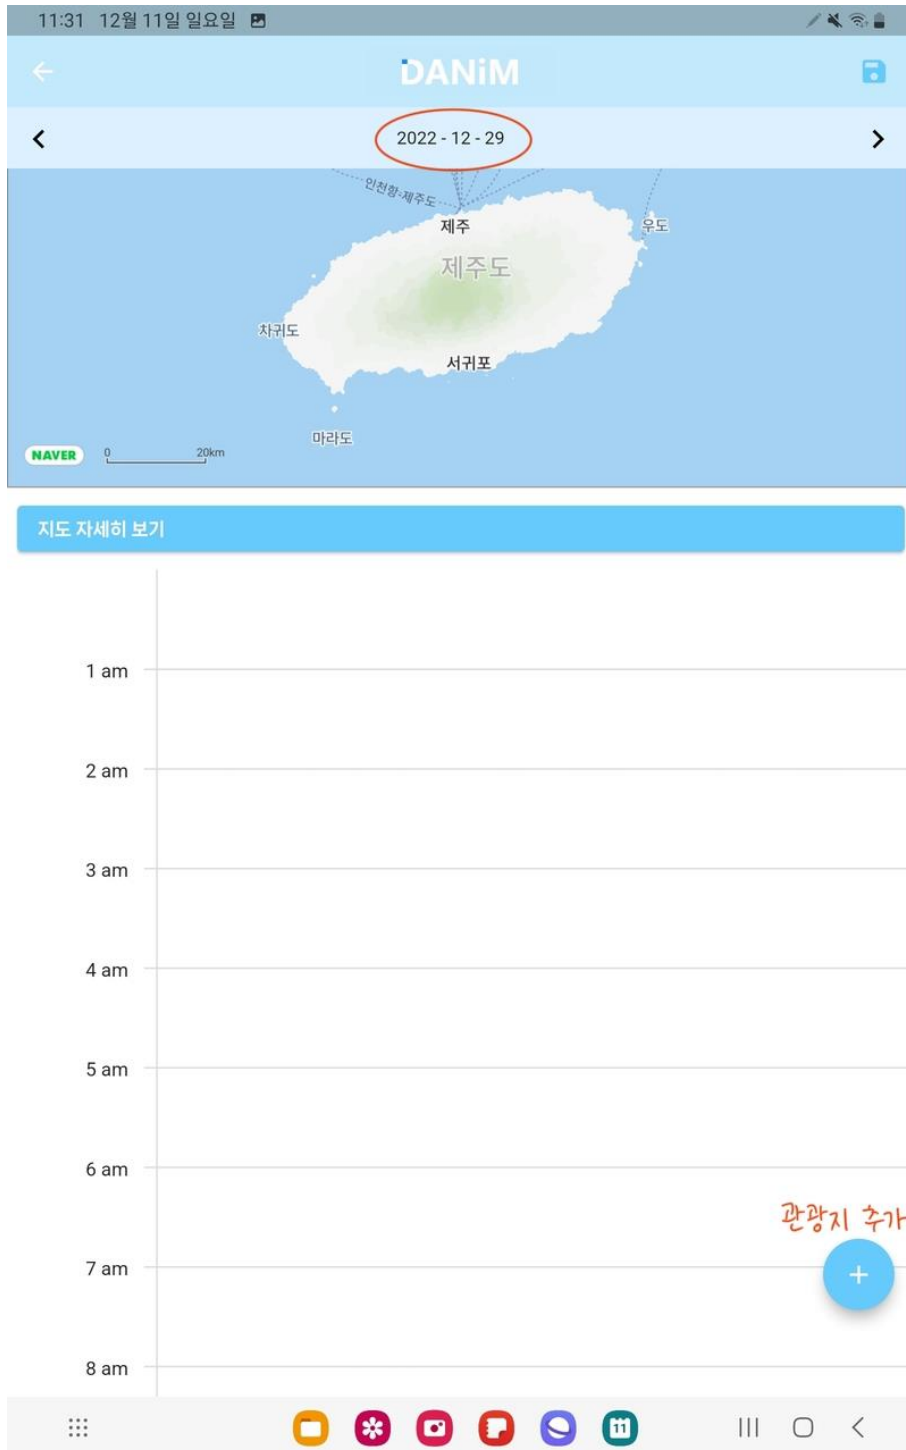 11:31 12월 11일 일요일
DANiM
2022 - 12 - 29
인천항-제주도
제주
우도
제주도
차귀도
서귀포
마라도
NAVER 0 20km
지도 자세히 보기
1 am
2 am
3 am
4 am
5 am
6 am
관광지 추가
7 am
+
8 am
11